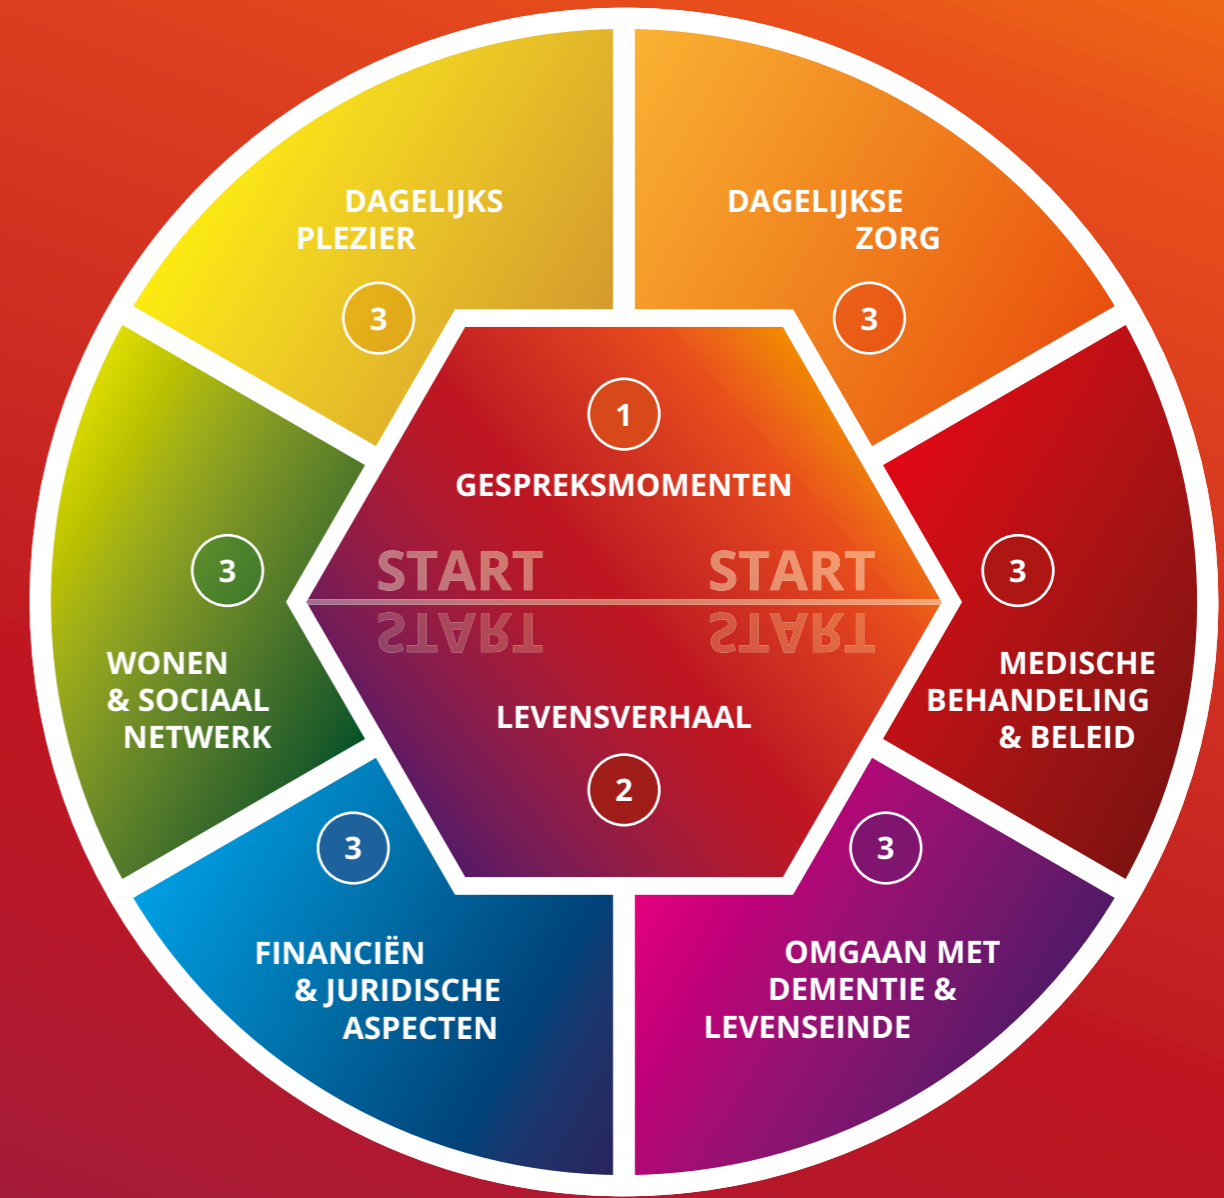 DAGELIJKS
PLEZIER
3
DAGELIJKSE
ZORG
3
1
GESPREKSMOMENTEN
START START
START START
LEVENSVERHAAL
2
3
WONEN
& SOCIAAL
NETWERK
3
MEDISCHE
BEHANDELING
& BELEID
3
FINANCIËN
& JURIDISCHE
ASPECTEN
3
OMGAAN MET
DEMENTIE &
LEVENSEINDE